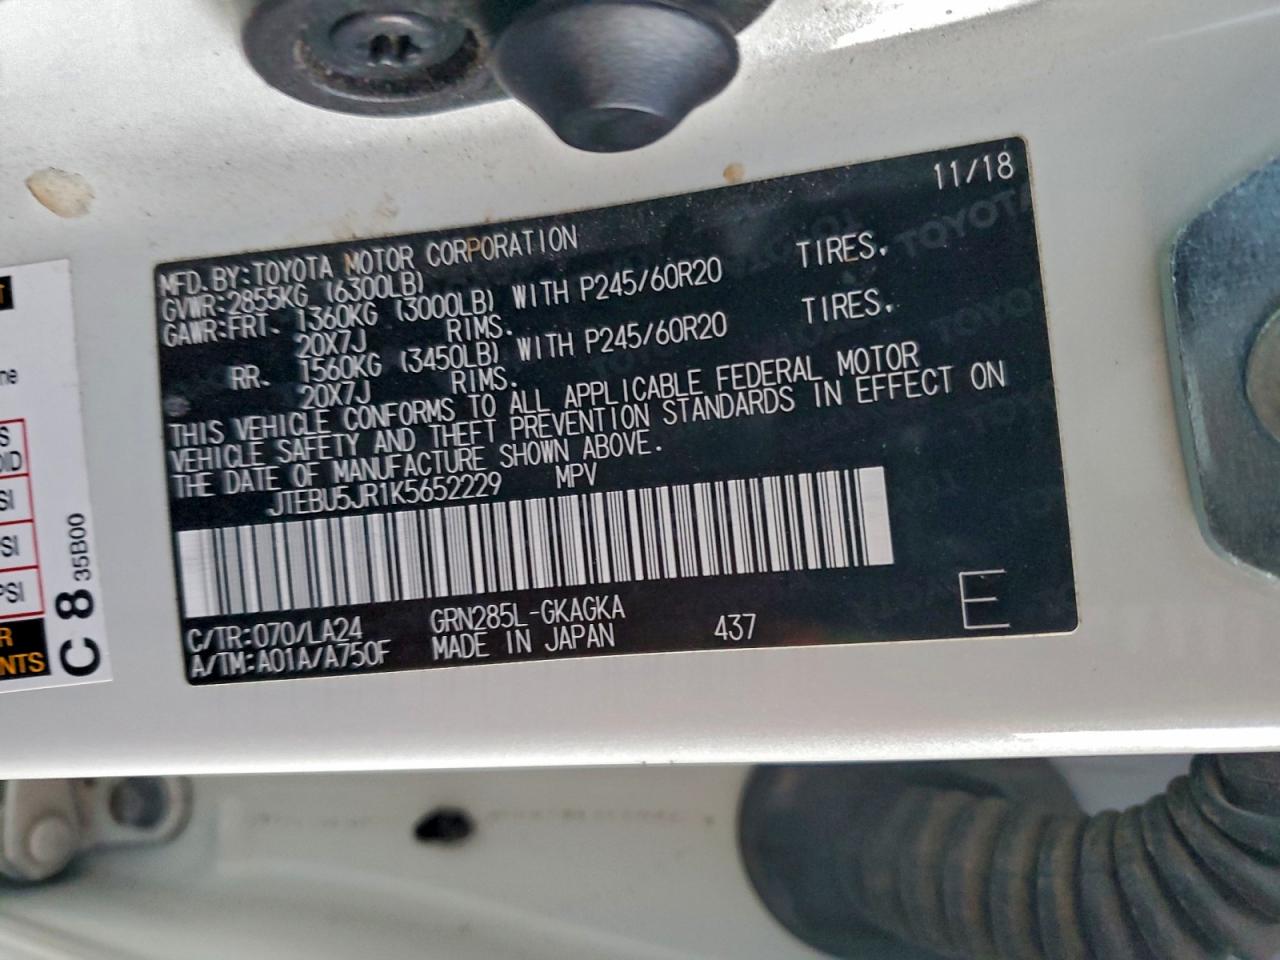 11/18
MFD. BY: TOYOTA MOTOR CORPORATION
GVWR: 2855KG (6300LB)
GAWR: FRT. 1360KG (3000LB) WITH P245/60R20 TIRES.
20X7J RIMS.
RR. 1560KG (3450LB) WITH P245/60R20 TIRES.
20X7J RIMS.
THIS VEHICLE CONFORMS TO ALL APPLICABLE FEDERAL MOTOR
VEHICLE SAFETY AND THEFT PREVENTION STANDARDS IN EFFECT ON
THE DATE OF MANUFACTURE SHOWN ABOVE.
JTEBU5JR1K5652229 MPV
C/TR: 070/LA24 GRN285L-GKAGKA
A/TM: A01A/A750F MADE IN JAPAN 437 E
C 8 35B00